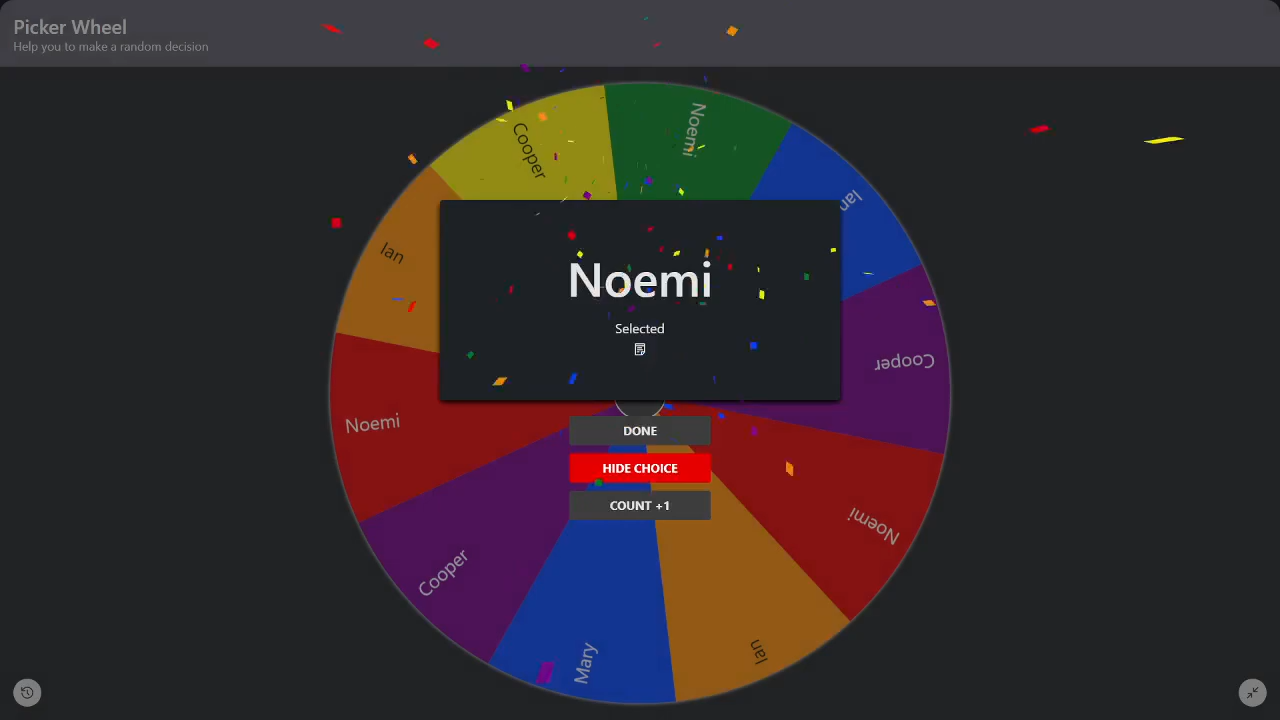 Picker Wheel
Help you to make a random decision
Cooper
Noemi
Ian
Ian
Cooper
Noemi
Noemi
Cooper
Mary
Ian
Noemi
Selected
DONE
HIDE CHOICE
COUNT +1